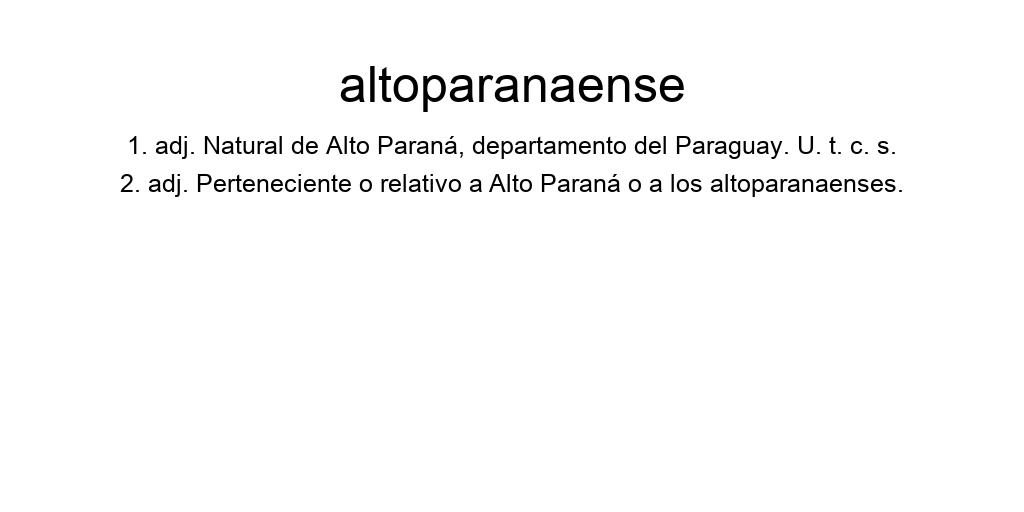 altoparanaense
1. adj. Natural de Alto Paraná, departamento del Paraguay. U. t. c. s.
2. adj. Perteneciente o relativo a Alto Paraná o a los altoparanaenses.